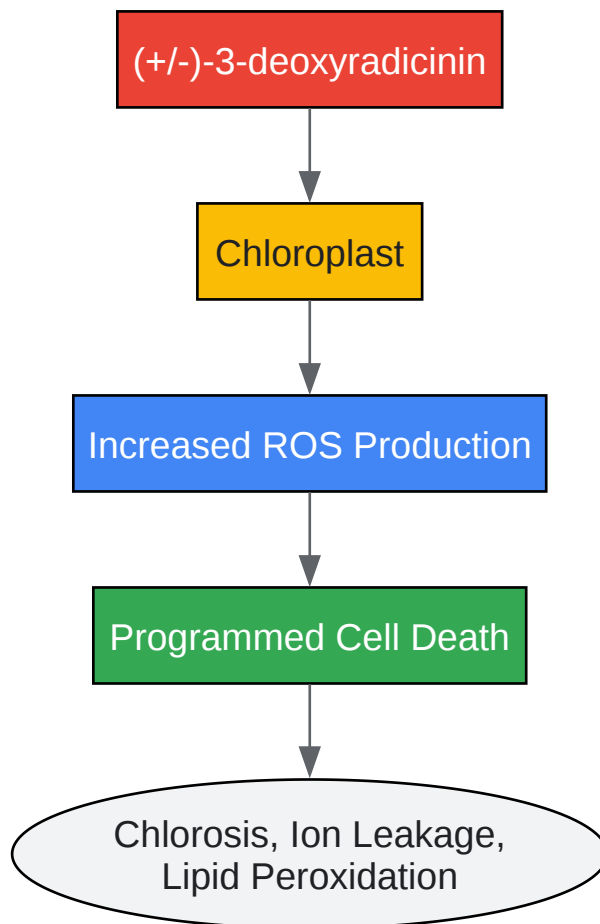 (+/-)-3-deoxyradicinin
Chloroplast
Increased ROS Production
Programmed Cell Death
Chlorosis, Ion Leakage,
Lipid Peroxidation